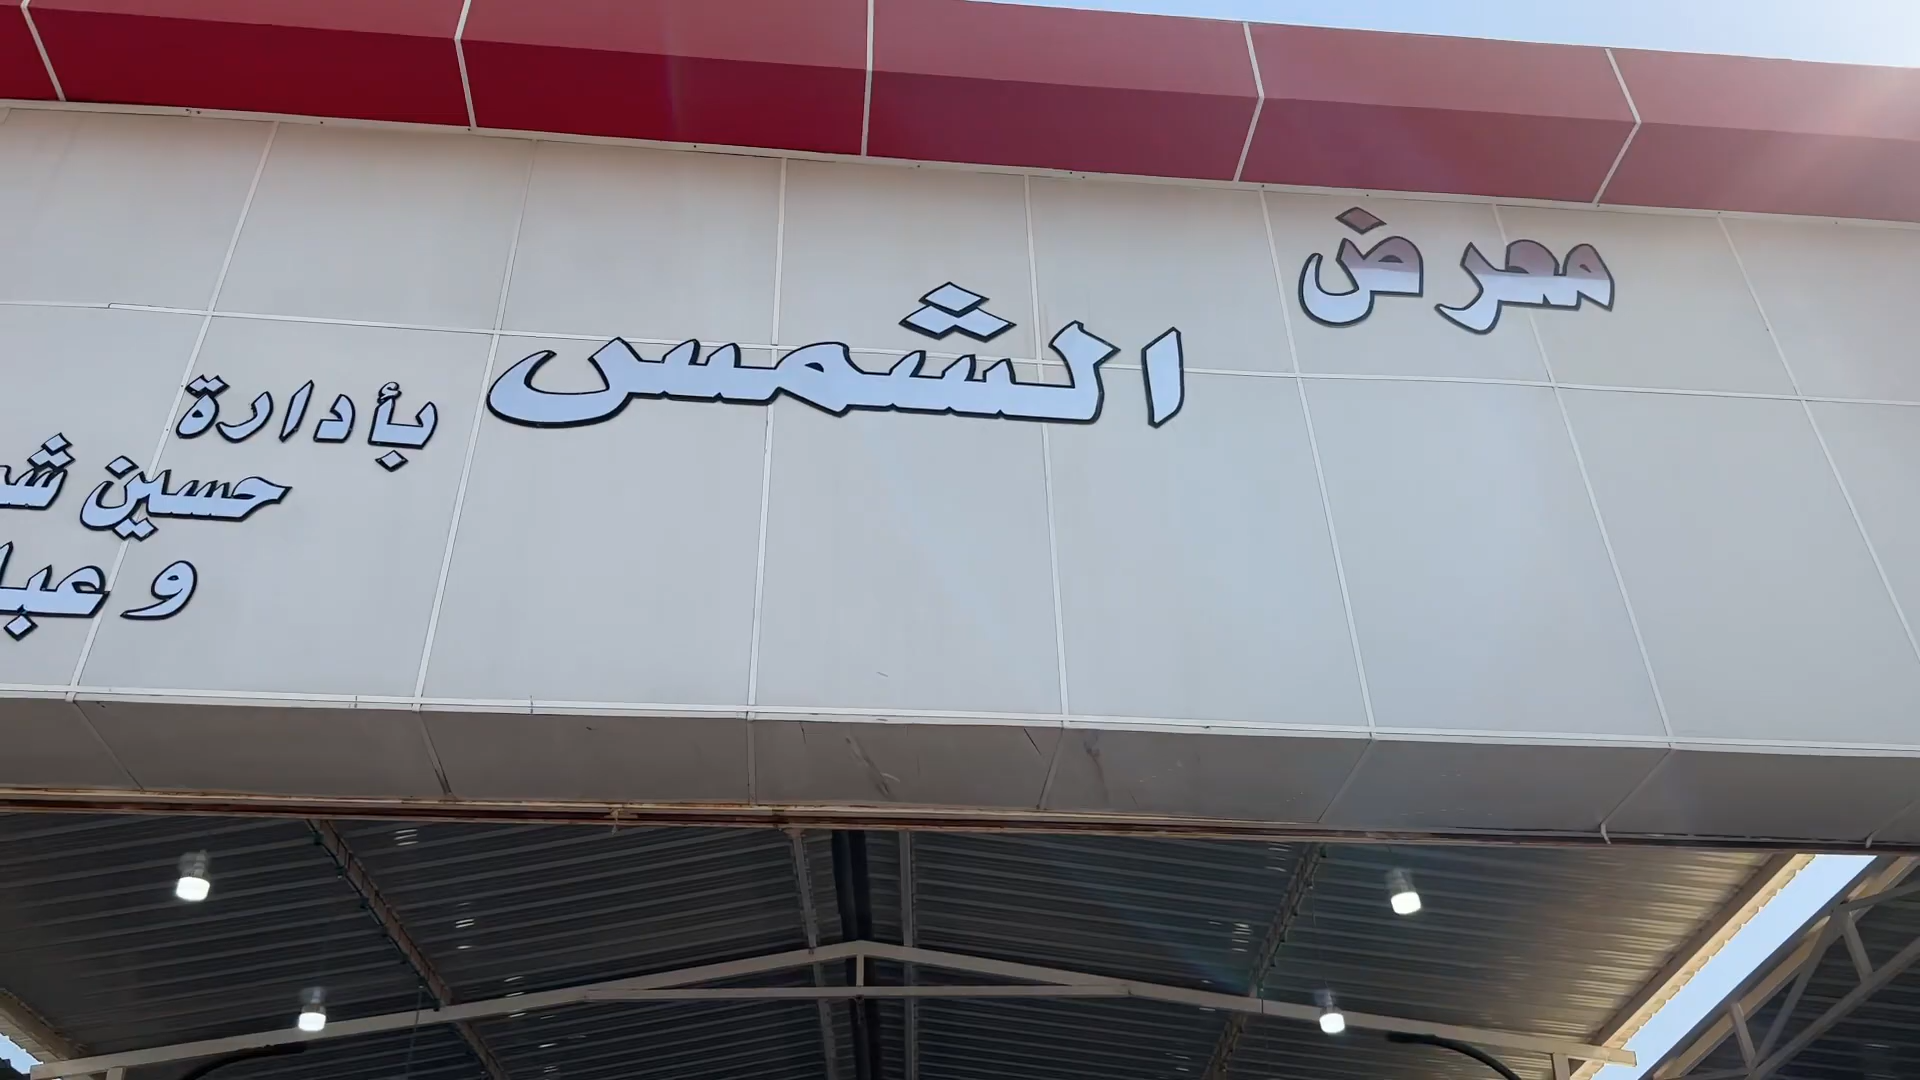 معرض
الشمس
بأدارة
حسين
و